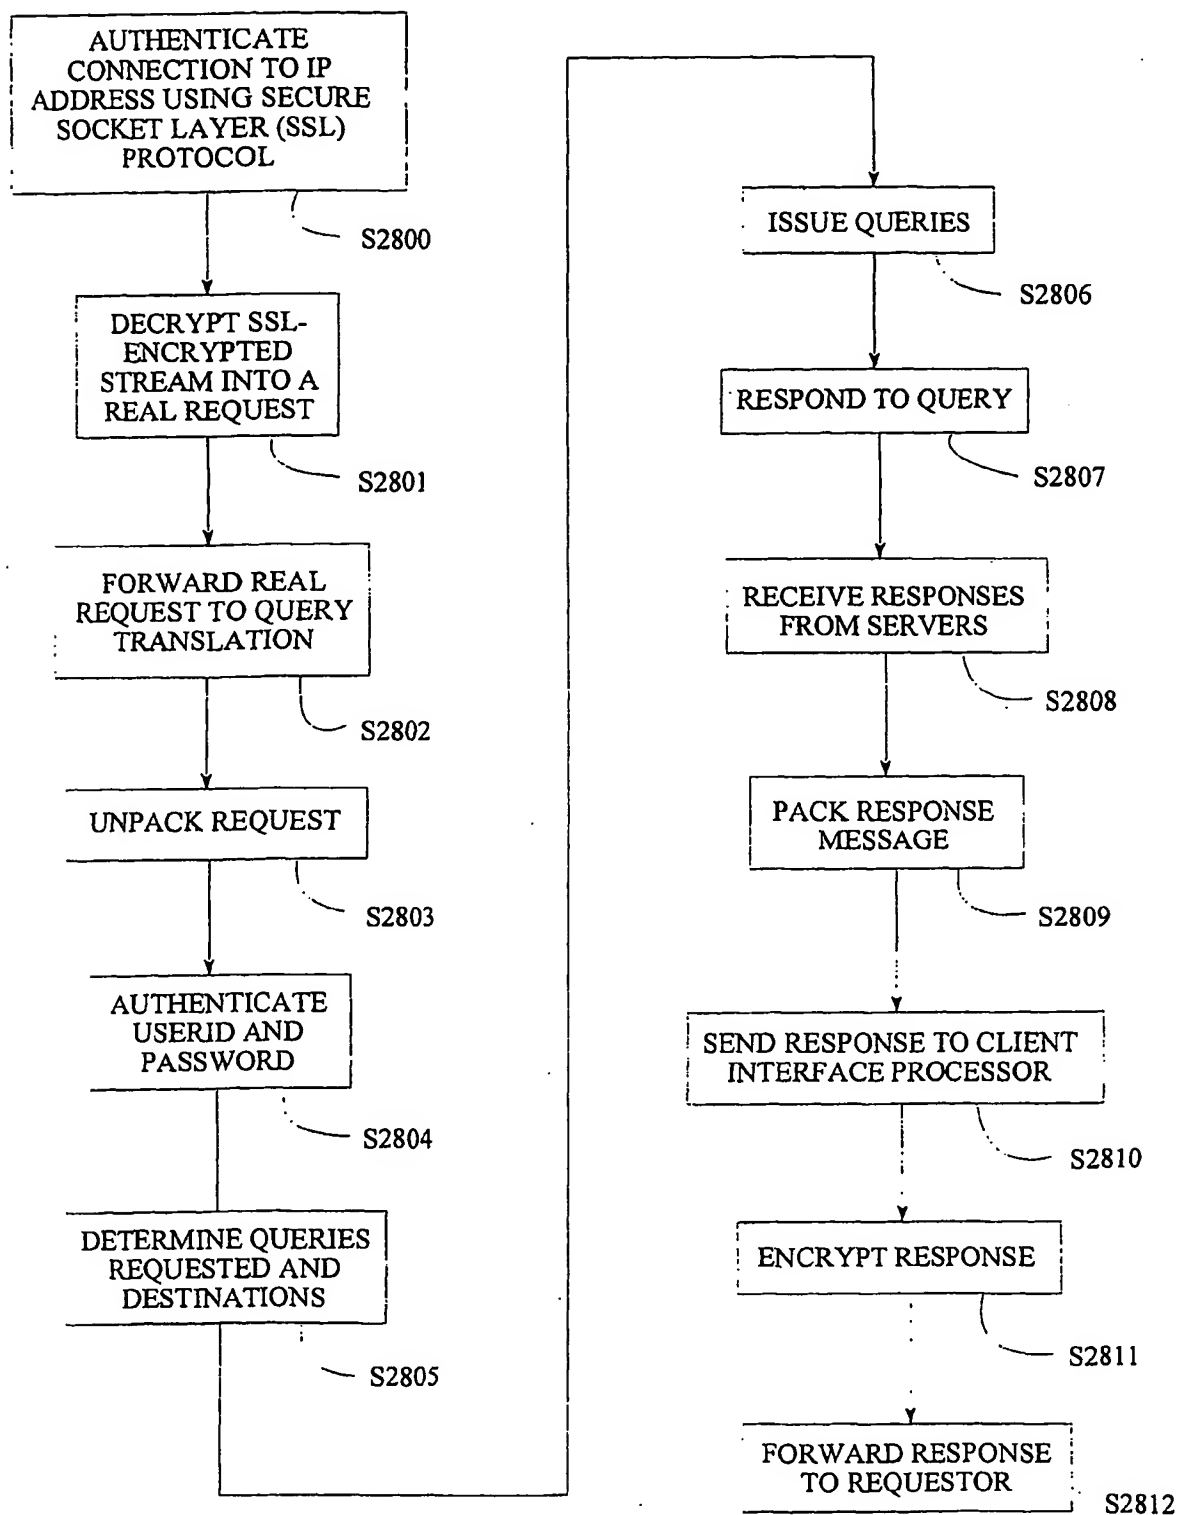 AUTHENTICATE
CONNECTION TO IP
ADDRESS USING SECURE
SOCKET LAYER (SSL)
PROTOCOL
S2800
DECRYPT SSL-
ENCRYPTED
STREAM INTO A
REAL REQUEST
S2801
FORWARD REAL
REQUEST TO QUERY
TRANSLATION
S2802
UNPACK REQUEST
S2803
AUTHENTICATE
USERID AND
PASSWORD
S2804
DETERMINE QUERIES
REQUESTED AND
DESTINATIONS
S2805
ISSUE QUERIES
S2806
RESPOND TO QUERY
S2807
RECEIVE RESPONSES
FROM SERVERS
S2808
PACK RESPONSE
MESSAGE
S2809
SEND RESPONSE TO CLIENT
INTERFACE PROCESSOR
S2810
ENCRYPT RESPONSE
S2811
FORWARD RESPONSE
TO REQUESTOR
S2812